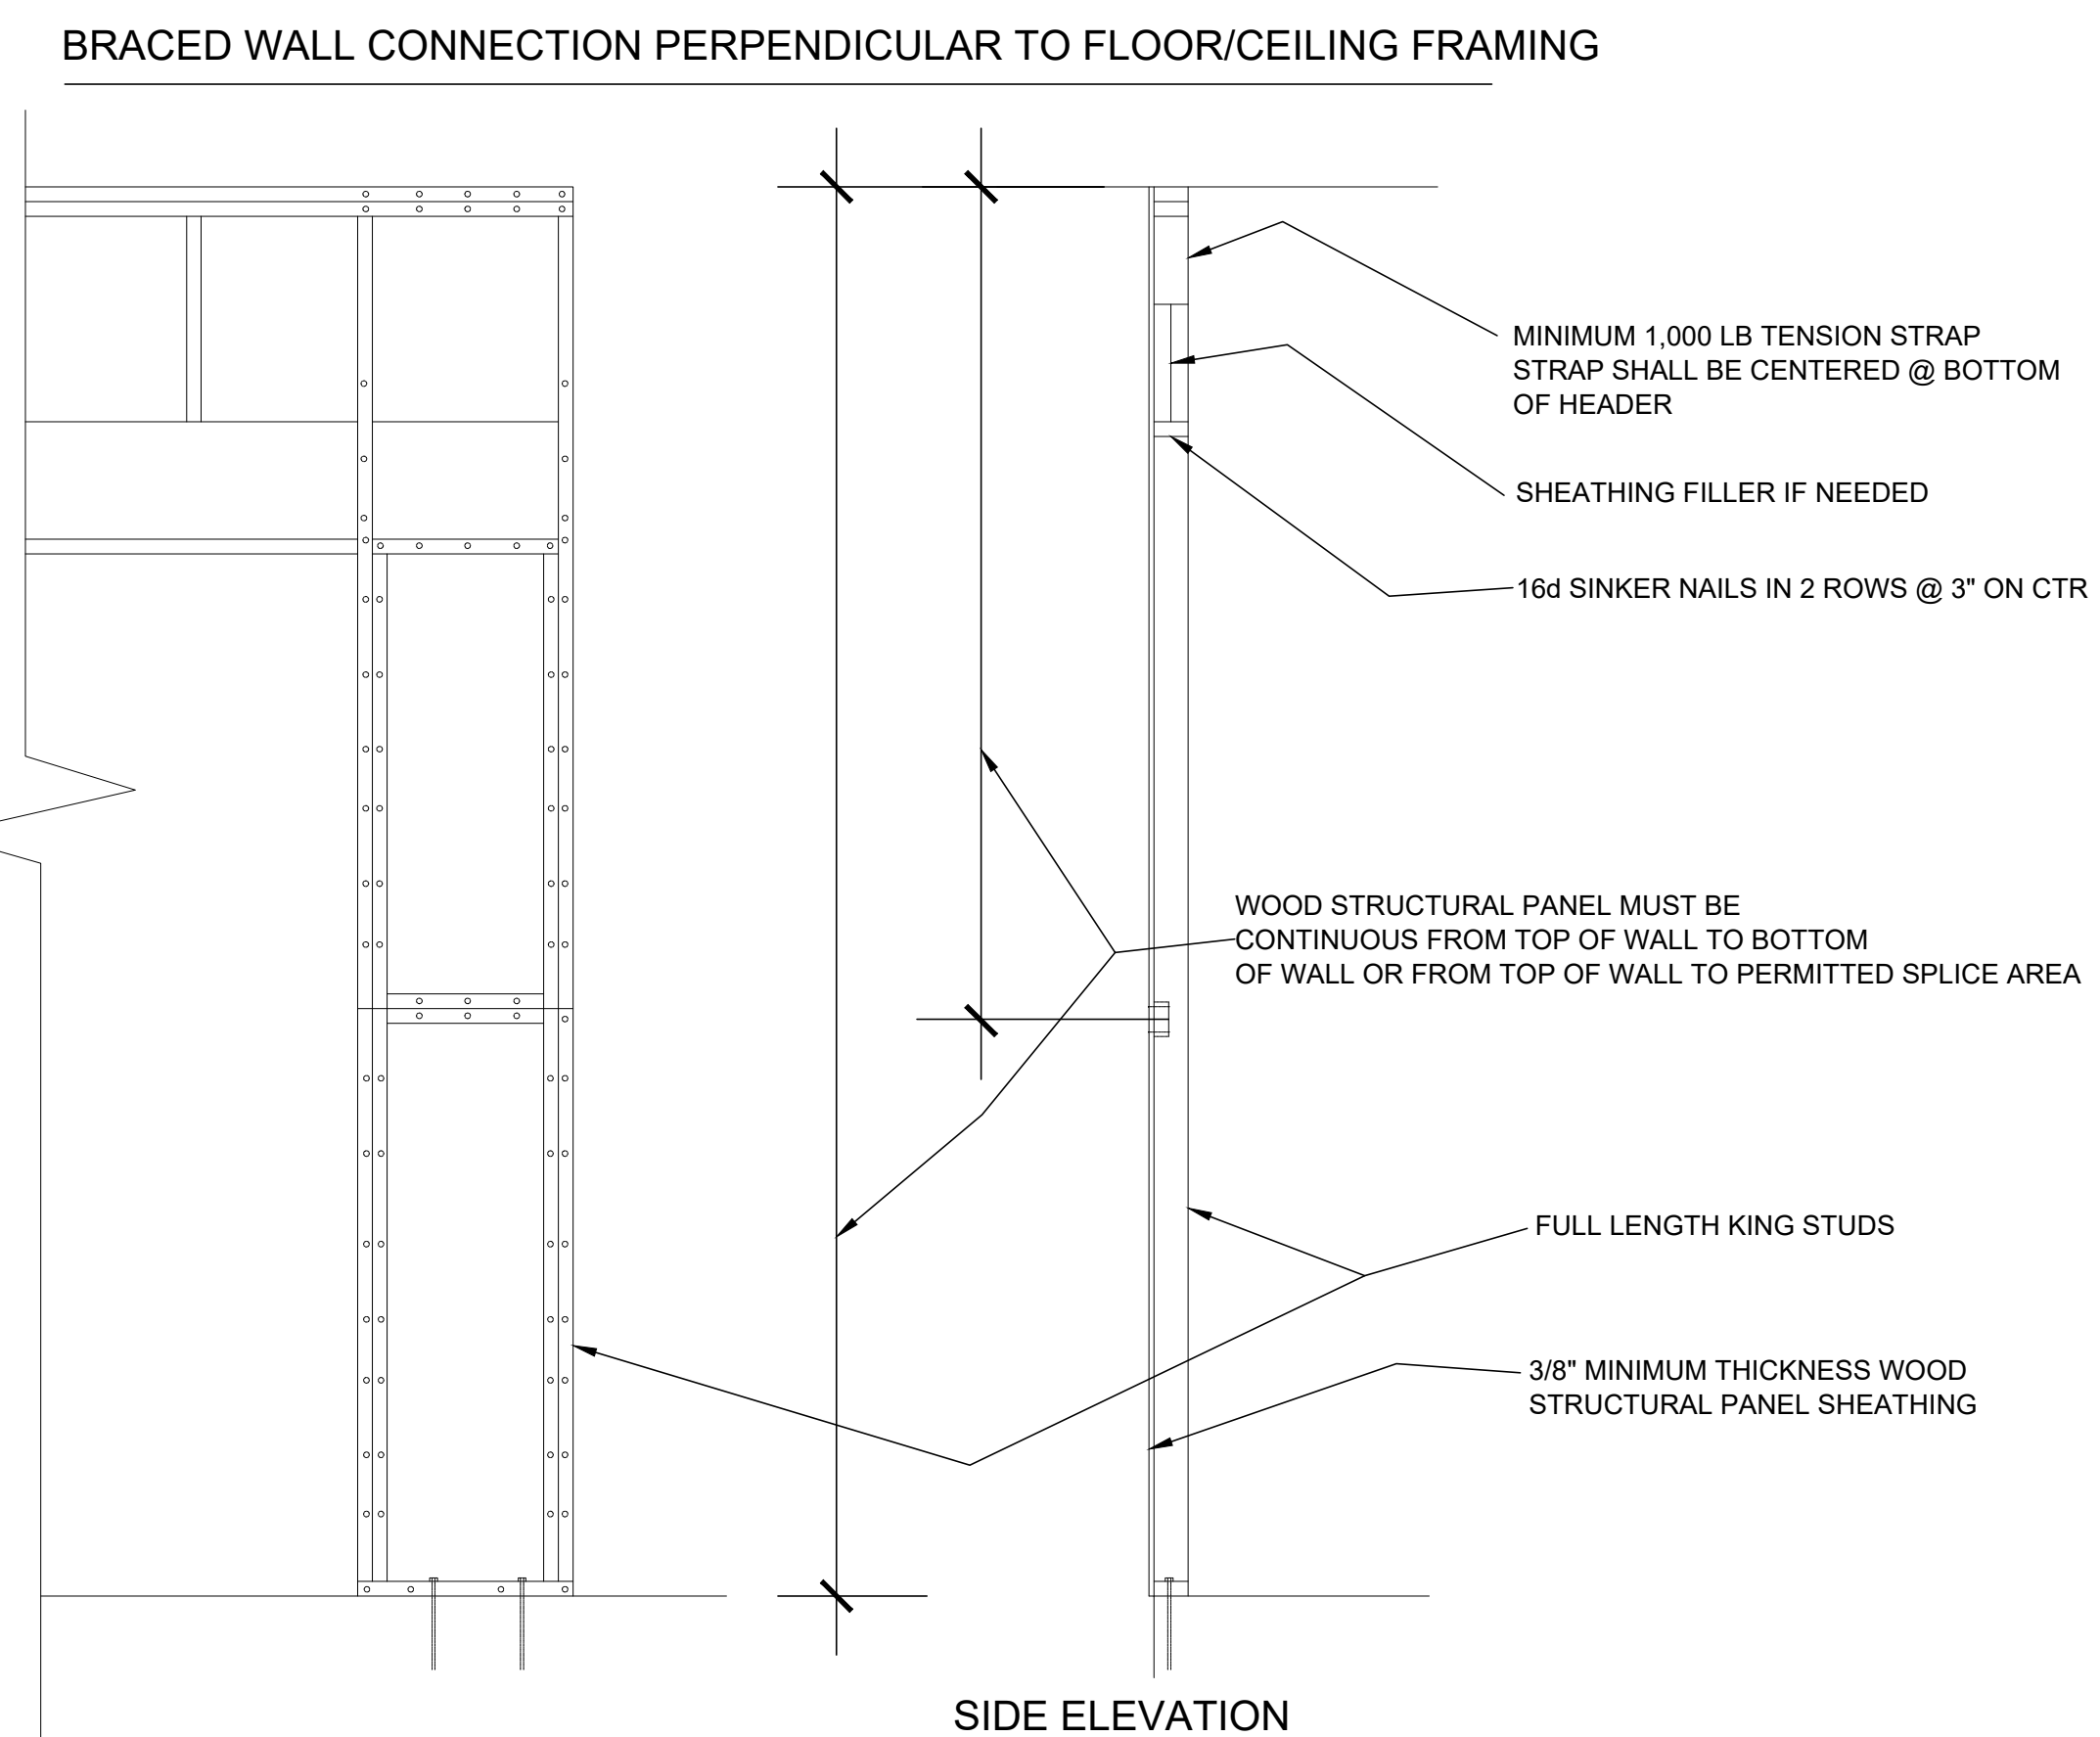 BRACED WALL CONNECTION PERPENDICULAR TO FLOOR/CEILING FRAMING
MINIMUM 1,000 LB TENSION STRAP
STRAP SHALL BE CENTERED @ BOTTOM
OF HEADER
SHEATHING FILLER IF NEEDED
16d SINKER NAILS IN 2 ROWS @ 3" ON CTR
WOOD STRUCTURAL PANEL MUST BE
CONTINUOUS FROM TOP OF WALL TO BOTTOM
OF WALL OR FROM TOP OF WALL TO PERMITTED SPLICE AREA
FULL LENGTH KING STUDS
3/8" MINIMUM THICKNESS WOOD
STRUCTURAL PANEL SHEATHING
SIDE ELEVATION